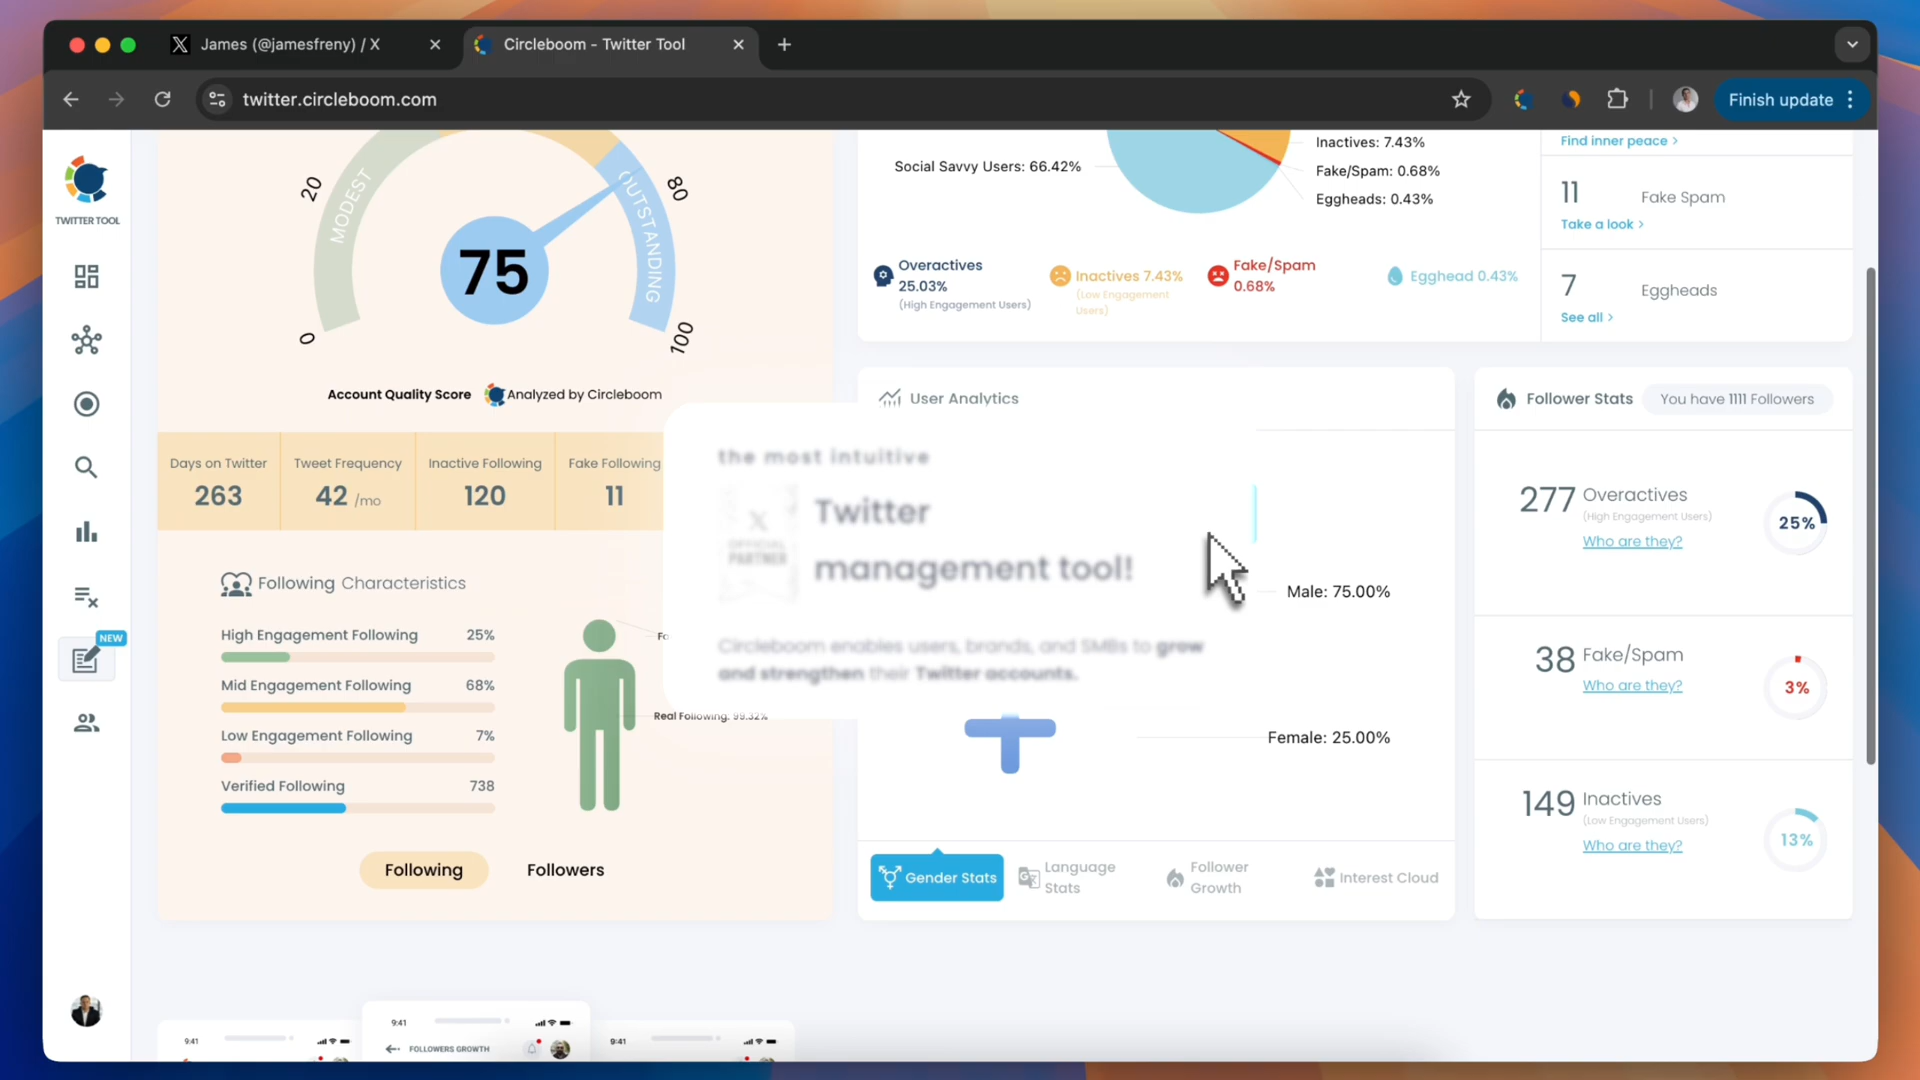 James (@jamesfreny) / X
Circleboom - Twitter Tool
twitter.circleboom.com
Finish update
TWITTER TOOL
NEW
MODEST
OUTSTANDING
0
20
80
100
75
Account Quality Score
Analyzed by Circleboom
Days on Twitter
263
Tweet Frequency
42 /mo
Inactive Following
120
Fake Following
11
Following Characteristics
High Engagement Following 25%
Mid Engagement Following 68%
Low Engagement Following 7%
Verified Following 738
Fo
Real Following: 99.32%
Following
Followers
Social Savvy Users: 66.42%
Inactives: 7.43%
Fake/Spam: 0.68%
Eggheads: 0.43%
Overactives
25.03%
(High Engagement Users)
Inactives 7.43%
(Low Engagement
Users)
Fake/Spam
0.68%
Egghead 0.43%
Find inner peace >
11 Fake Spam
Take a look >
7 Eggheads
See all >
User Analytics
the most intuitive
X
OFFICIAL
PARTNER
Twitter
management tool!
Circleboom enables users, brands, and SMBs to grow
and strengthen their Twitter accounts.
Male: 75.00%
Female: 25.00%
Gender Stats
Language
Stats
Follower
Growth
Interest Cloud
Follower Stats
You have 1111 Followers
277 Overactives
(High Engagement Users)
Who are they?
25%
38 Fake/Spam
Who are they?
3%
149 Inactives
(Low Engagement Users)
Who are they?
13%
9:41
9:41
FOLLOWERS GROWTH
9:41